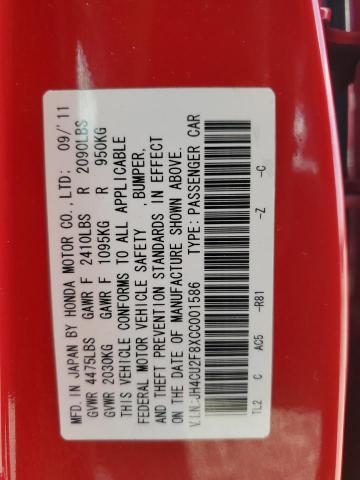 MFD. IN JAPAN BY HONDA MOTOR CO.,LTD: 09/'11
GVWR 4475LBS GAWR F 2410LBS R 2090LBS
GVWR 2030KG GAWR F 1095KG R 950KG
THIS VEHICLE CONFORMS TO ALL APPLICABLE
FEDERAL MOTOR VEHICLE SAFETY ,BUMPER,
AND THEFT PREVENTION STANDARDS IN EFFECT
ON THE DATE OF MANUFACTURE SHOWN ABOVE.
V.I.N.:JH4CU2F8XCC001586 TYPE: PASSENGER CAR
TL2 C AC5 -R81 -Z -C